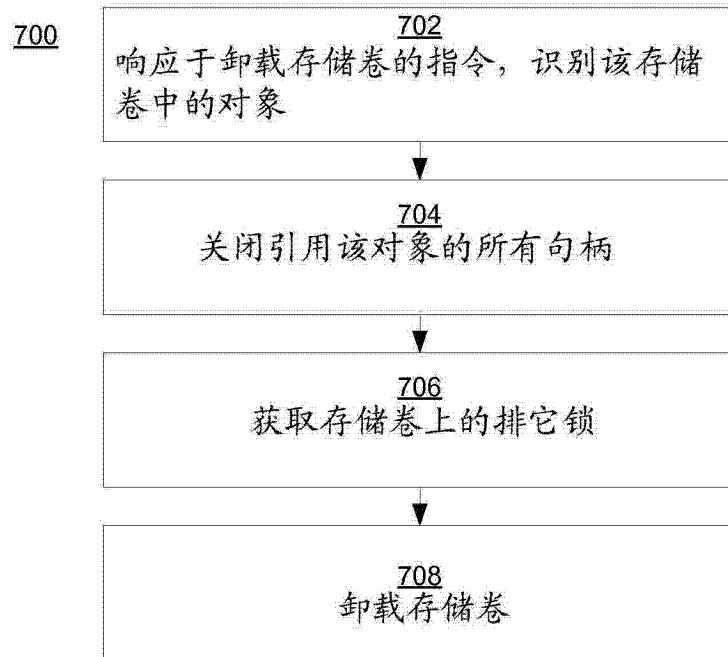 700
702
响应于卸载存储卷的指令，识别该存储
卷中的对象
704
关闭引用该对象的所有句柄
706
获取存储卷上的排它锁
708
卸载存储卷